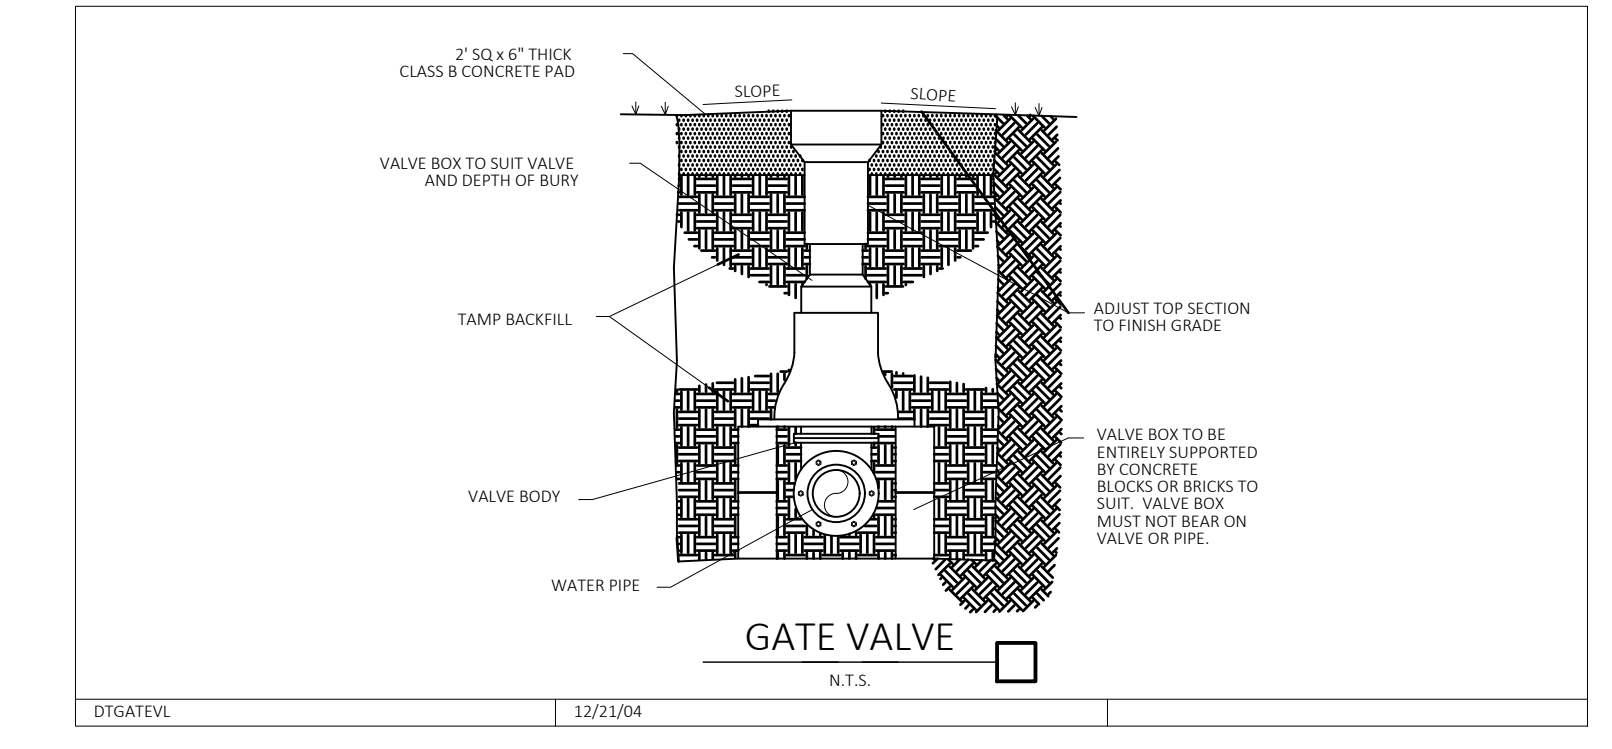 2' SQ x 6" THICK
CLASS B CONCRETE PAD
SLOPE
SLOPE
VALVE BOX TO SUIT VALVE
AND DEPTH OF BURY
TAMP BACKFILL
ADJUST TOP SECTION
TO FINISH GRADE
VALVE BOX TO BE
ENTIRELY SUPPORTED
BY CONCRETE
BLOCKS OR BRICKS TO
SUIT. VALVE BOX
MUST NOT BEAR ON
VALVE OR PIPE.
VALVE BODY
WATER PIPE
GATE VALVE
N.T.S.
DTGATEVL
12/21/04